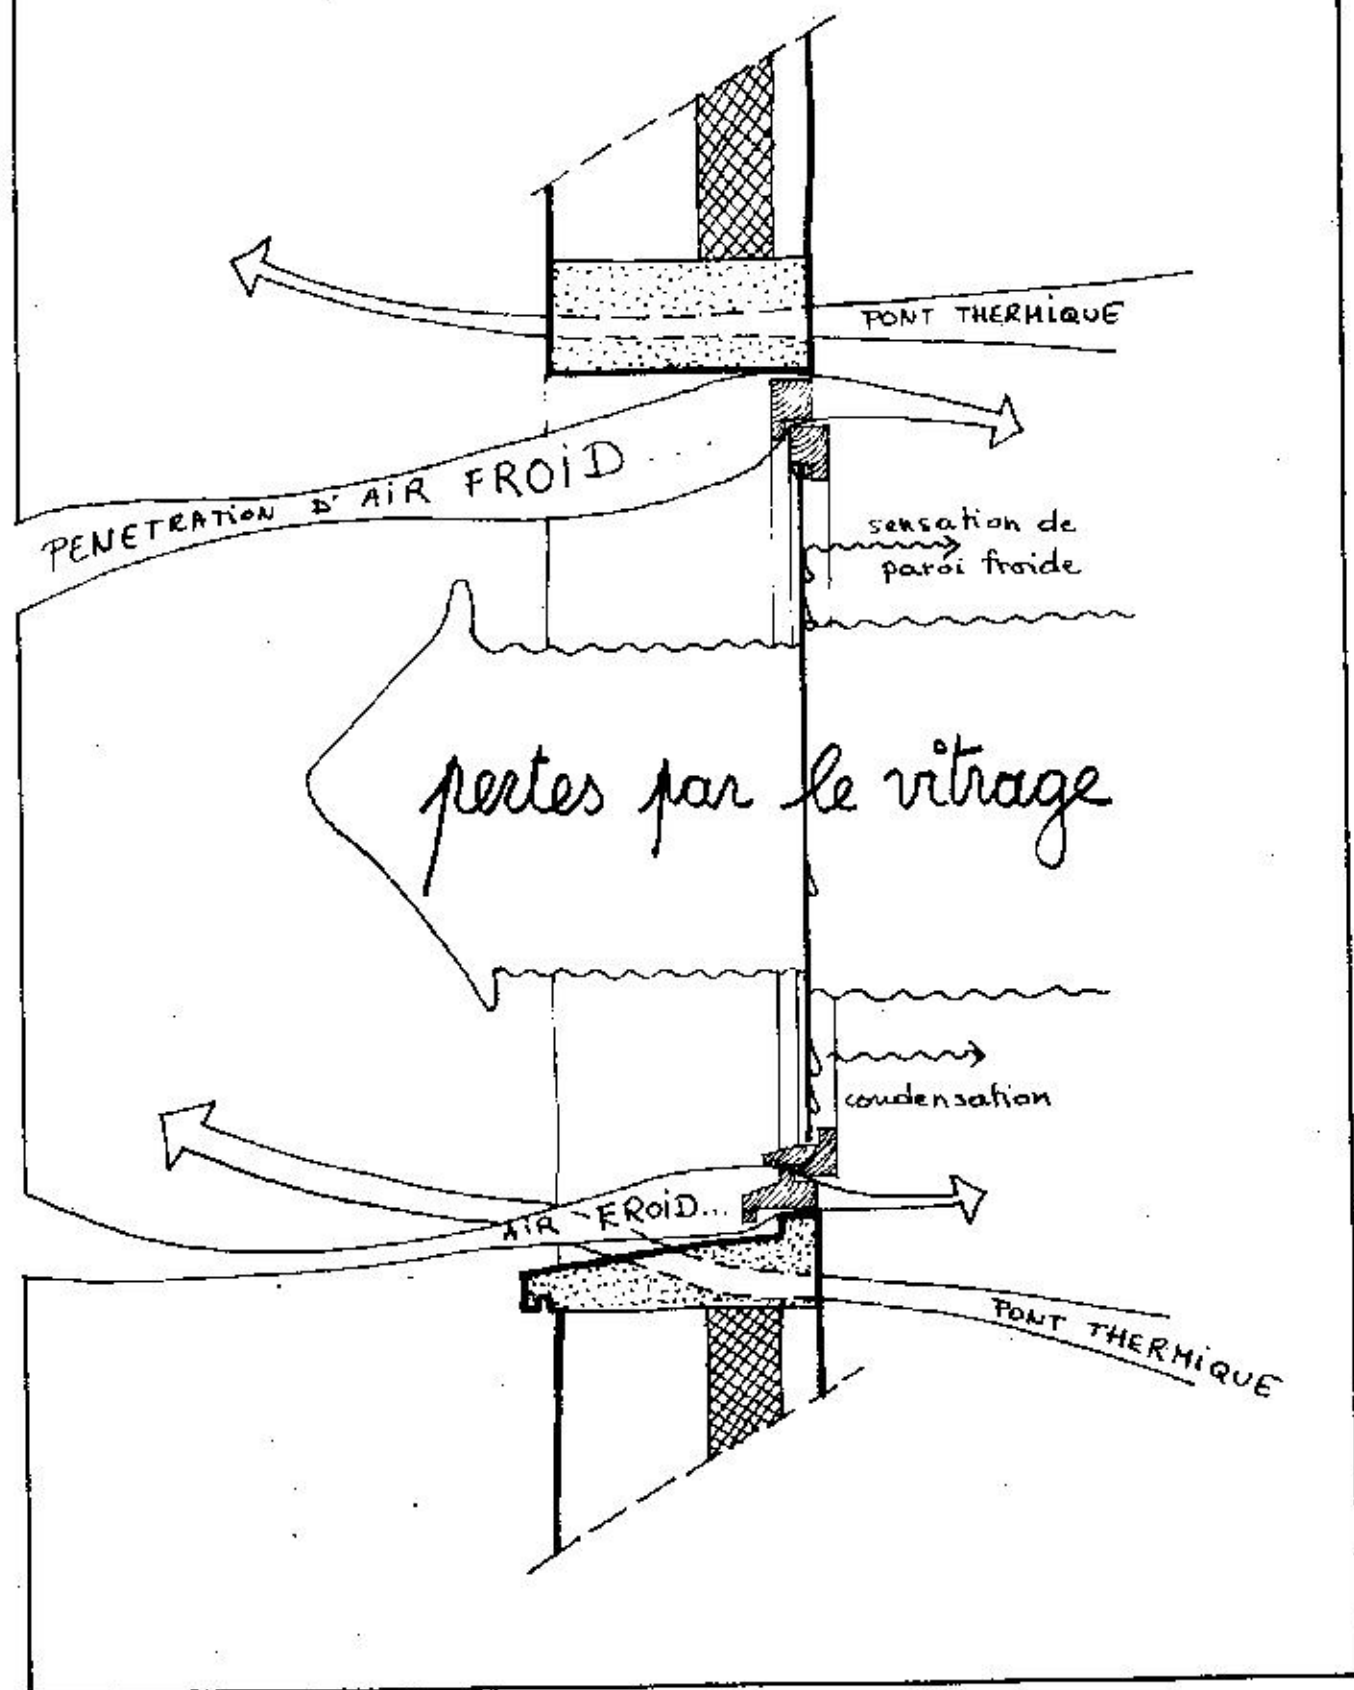 PONT THERMIQUE
PENETRATION D' AIR FROID...
sensation de
paroi froide
pertes par le vitrage
condensation
AIR FROID...
PONT THERMIQUE